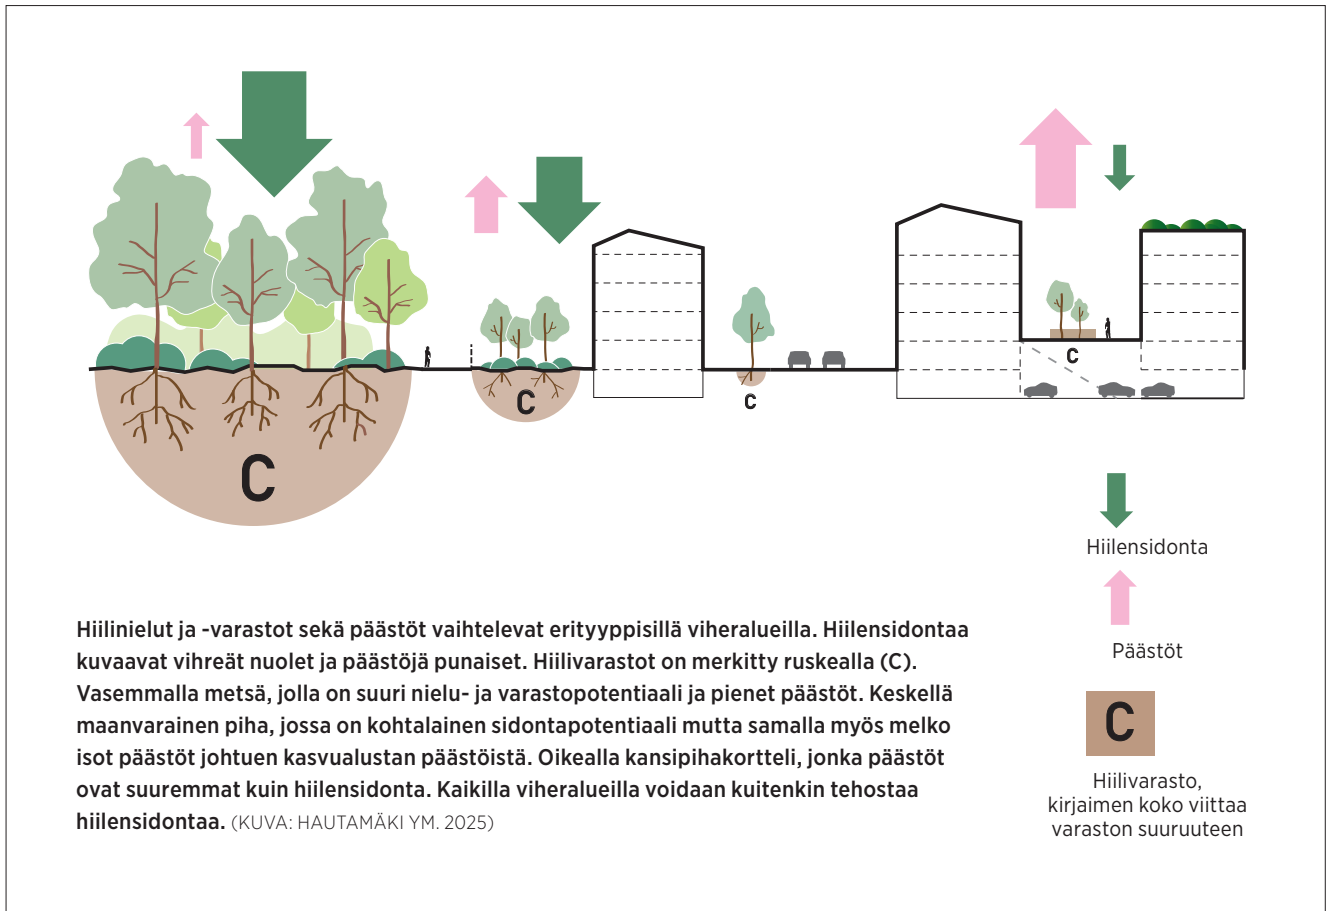 C
C
C
C
Hiilensidonta
Päästöt
C
Hiilivarasto,
kirjaimen koko viittaa
varaston suuruuteen
Hiilinielut ja -varastot sekä päästöt vaihtelevat erityyppisillä viheralueilla. Hiilensidontaa
kuvaavat vihreät nuolet ja päästöjä punaiset. Hiilivarastot on merkitty ruskealla (C).
Vasemmalla metsä, jolla on suuri nielu- ja varastopotentiaali ja pienet päästöt. Keskellä
maanvarainen piha, jossa on kohtalainen sidontapotentiaali mutta samalla myös melko
isot päästöt johtuen kasvualustan päästöistä. Oikealla kansipihakortteli, jonka päästöt
ovat suuremmat kuin hiilensidonta. Kaikilla viheralueilla voidaan kuitenkin tehostaa
hiilensidontaa. (KUVA: HAUTAMÄKI YM. 2025)